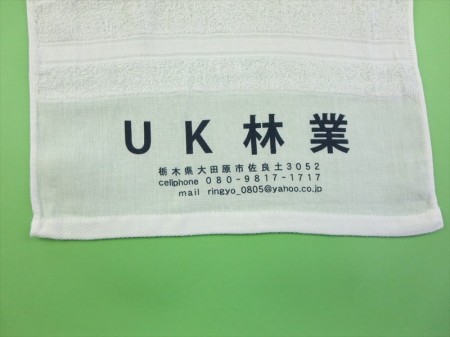 UK林業
栃木県大田原市佐良土3052
cellphone 080-9817-1717
mail ringyo_0805@yahoo.co.jp